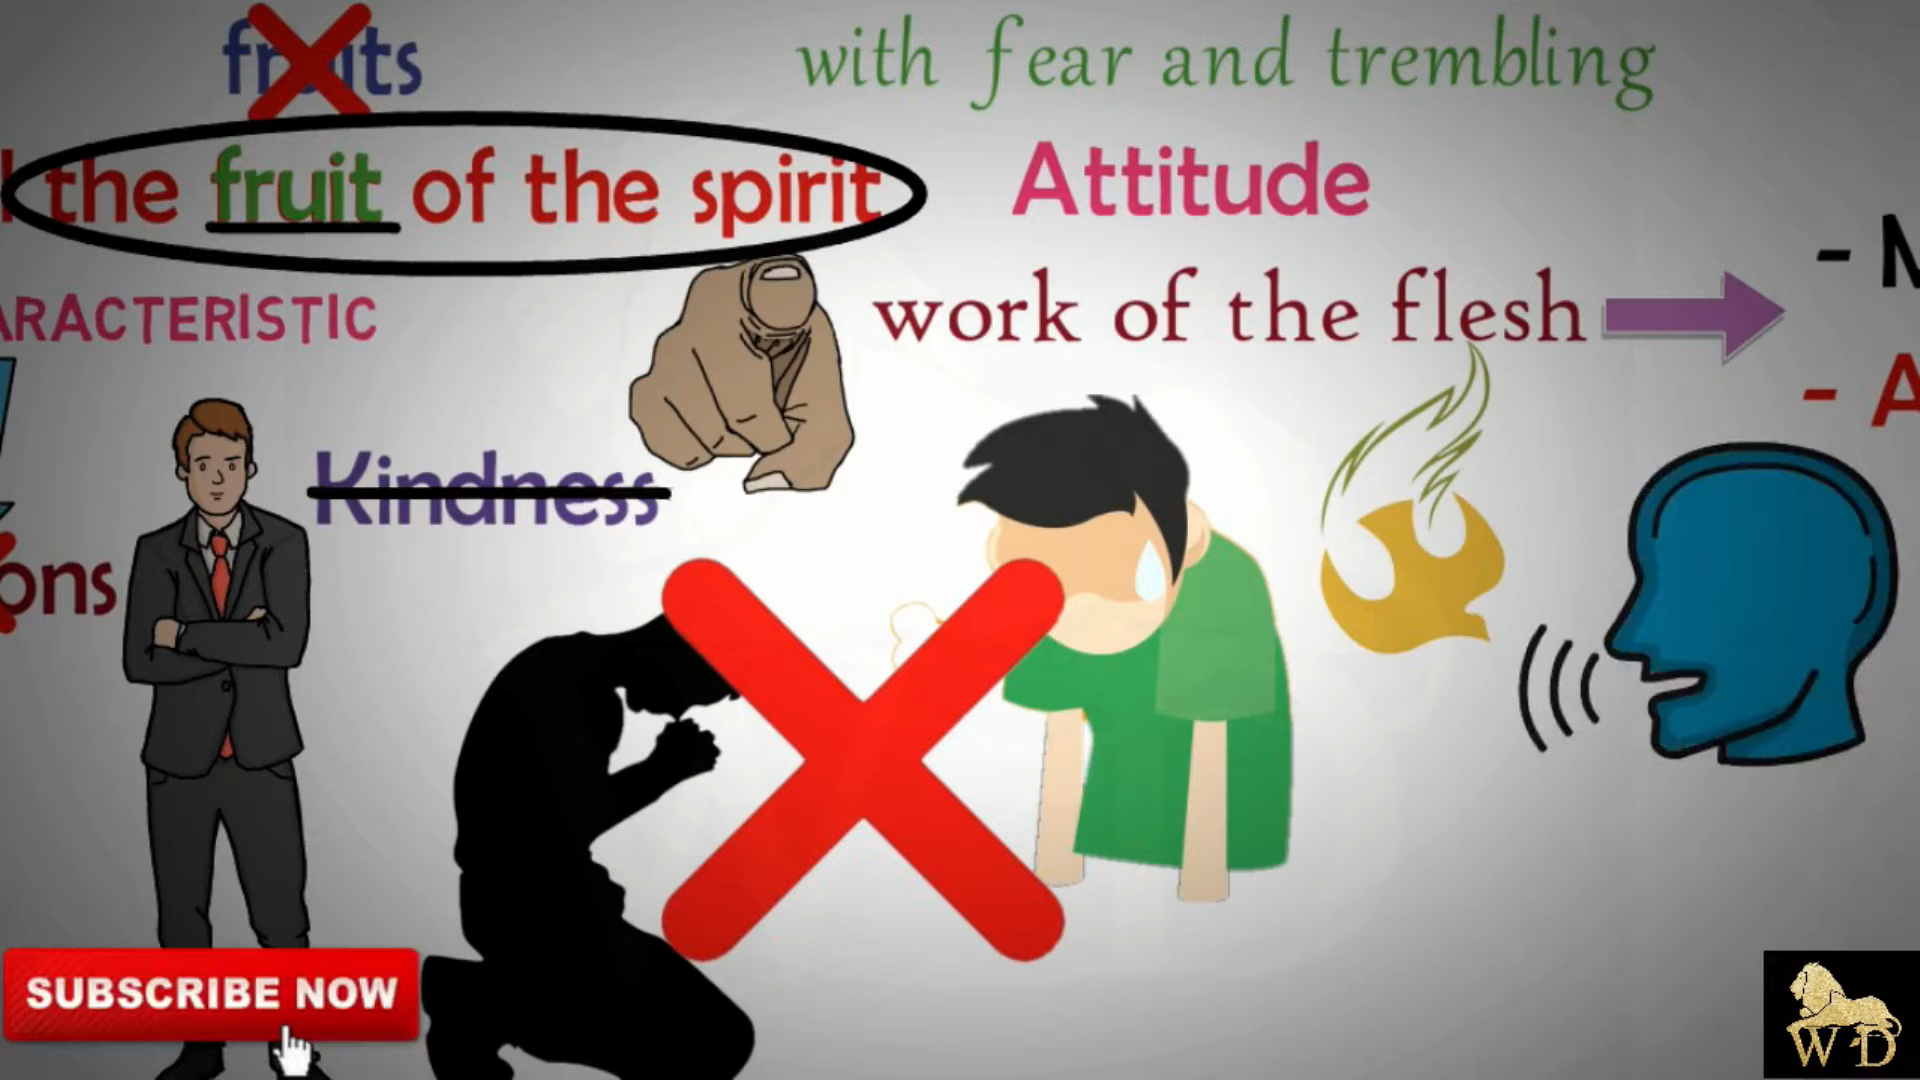 fruits
with fear and trembling
the fruit of the spirit
Attitude
work of the flesh
- M
ARACTERISTIC
- A
Kindness
ons
SUBSCRIBE NOW
W D